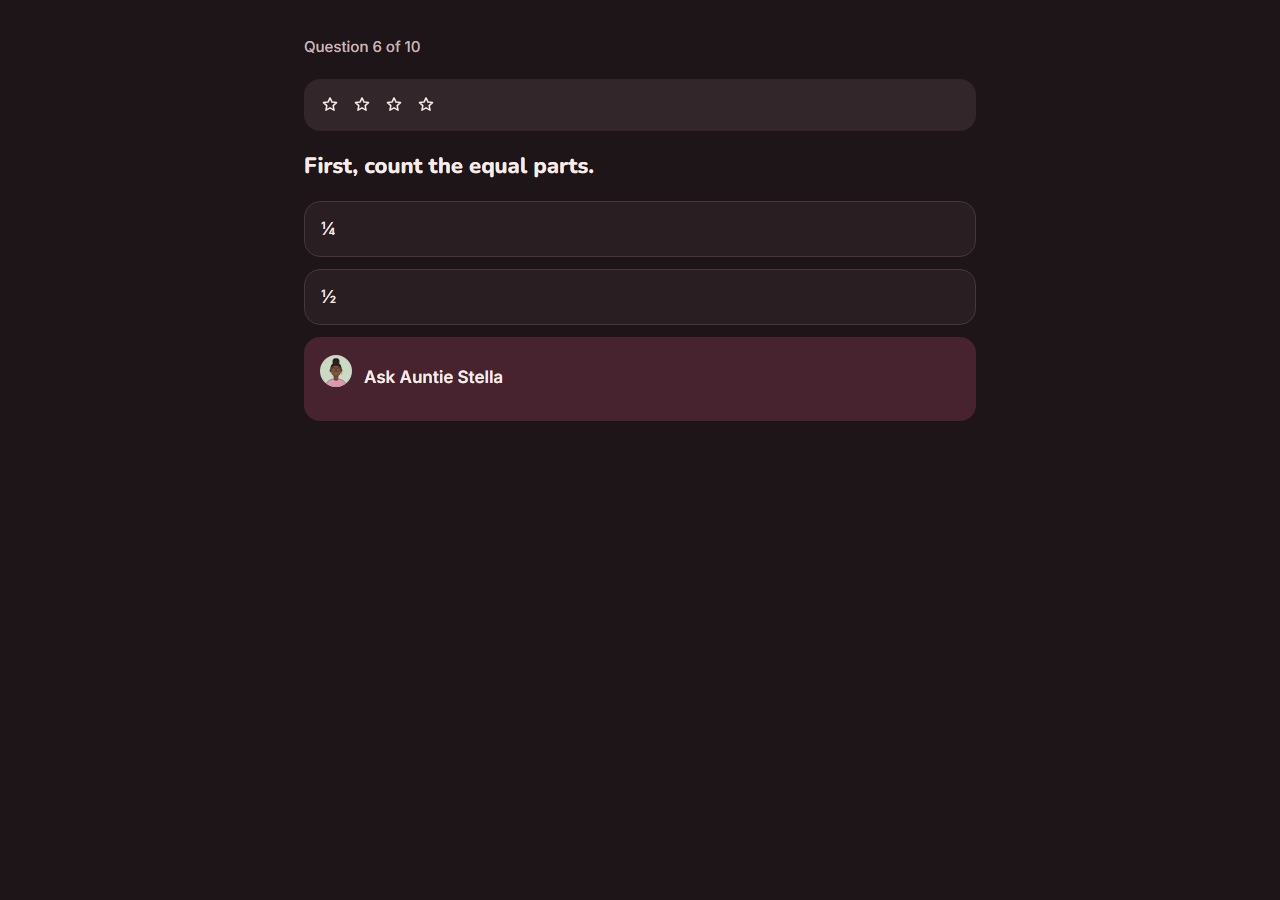 Question 6 of 10
First, count the equal parts.
¼
½
Ask Auntie Stella